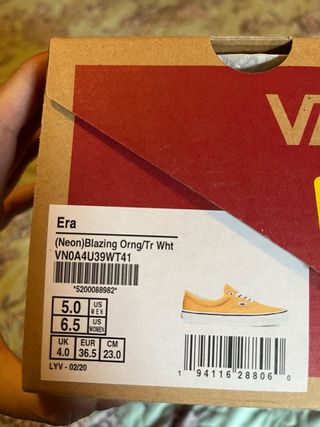 VA
Era
(Neon)Blazing Orng/Tr Wht
VN0A4U39WT41
*5200088982*
5.0 US MEN
6.5 US WOMEN
UK EUR CM
4.0 36.5 23.0
LYV - 02/20
1 94116 28806 0